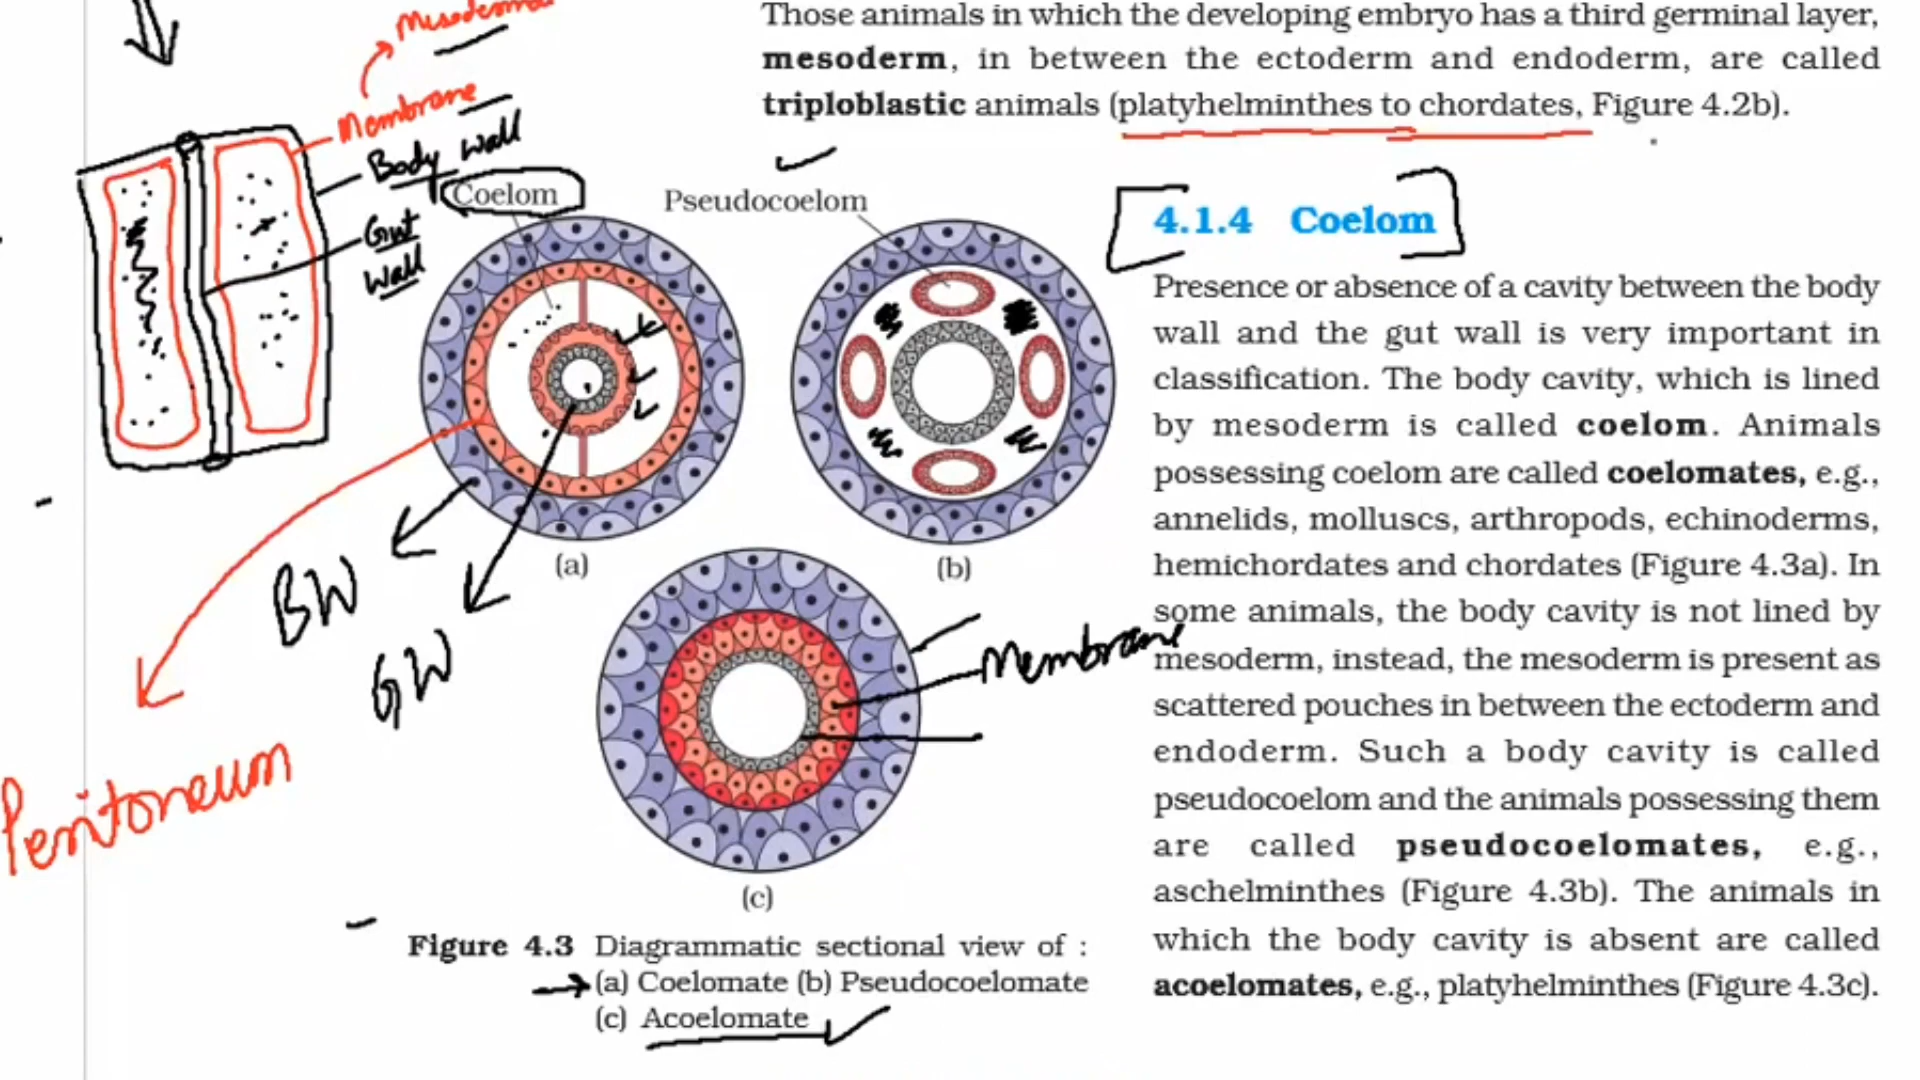 Mesoderma
Membrane
Body Wall
Gut
Wall
Those animals in which the developing embryo has a third germinal layer,
mesoderm, in between the ectoderm and endoderm, are called
triploblastic animals (platyhelminthes to chordates, Figure 4.2b).
Coelom
Pseudocoelom
(a)
(b)
BW
GW
Membrane
Peritoneum
(c)
Figure 4.3 Diagrammatic sectional view of :
(a) Coelomate (b) Pseudocoelomate
(c) Acoelomate
4.1.4 Coelom
Presence or absence of a cavity between the body
wall and the gut wall is very important in
classification. The body cavity, which is lined
by mesoderm is called coelom. Animals
possessing coelom are called coelomates, e.g.,
annelids, molluscs, arthropods, echinoderms,
hemichordates and chordates (Figure 4.3a). In
some animals, the body cavity is not lined by
mesoderm, instead, the mesoderm is present as
scattered pouches in between the ectoderm and
endoderm. Such a body cavity is called
pseudocoelom and the animals possessing them
are called pseudocoelomates, e.g.,
aschelminthes (Figure 4.3b). The animals in
which the body cavity is absent are called
acoelomates, e.g., platyhelminthes (Figure 4.3c).